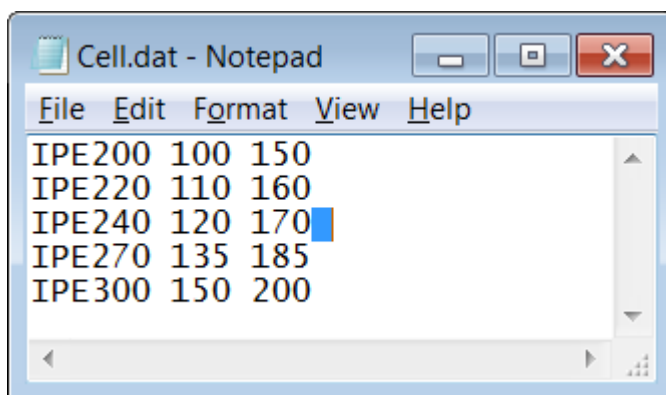 Cell.dat - Notepad
File Edit Format View Help
IPE200 100 150
IPE220 110 160
IPE240 120 170
IPE270 135 185
IPE300 150 200